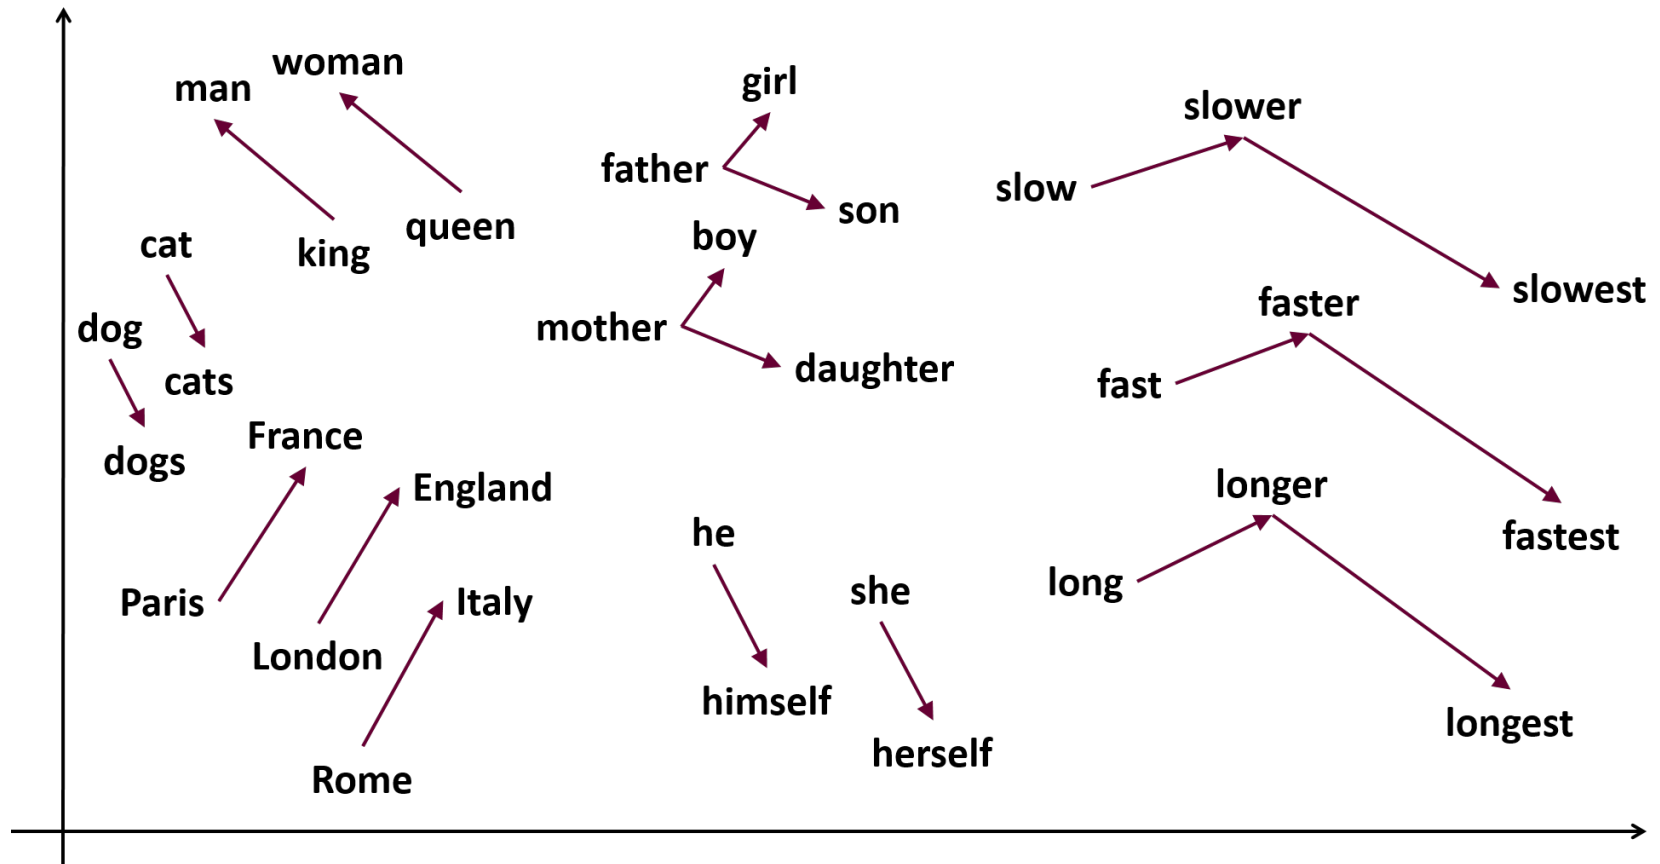 woman
man
girl
slower
father
slow
son
queen
boy
cat
king
slowest
faster
dog
mother
daughter
cats
fast
France
dogs
England
longer
he
fastest
long
she
Paris
Italy
London
himself
longest
herself
Rome